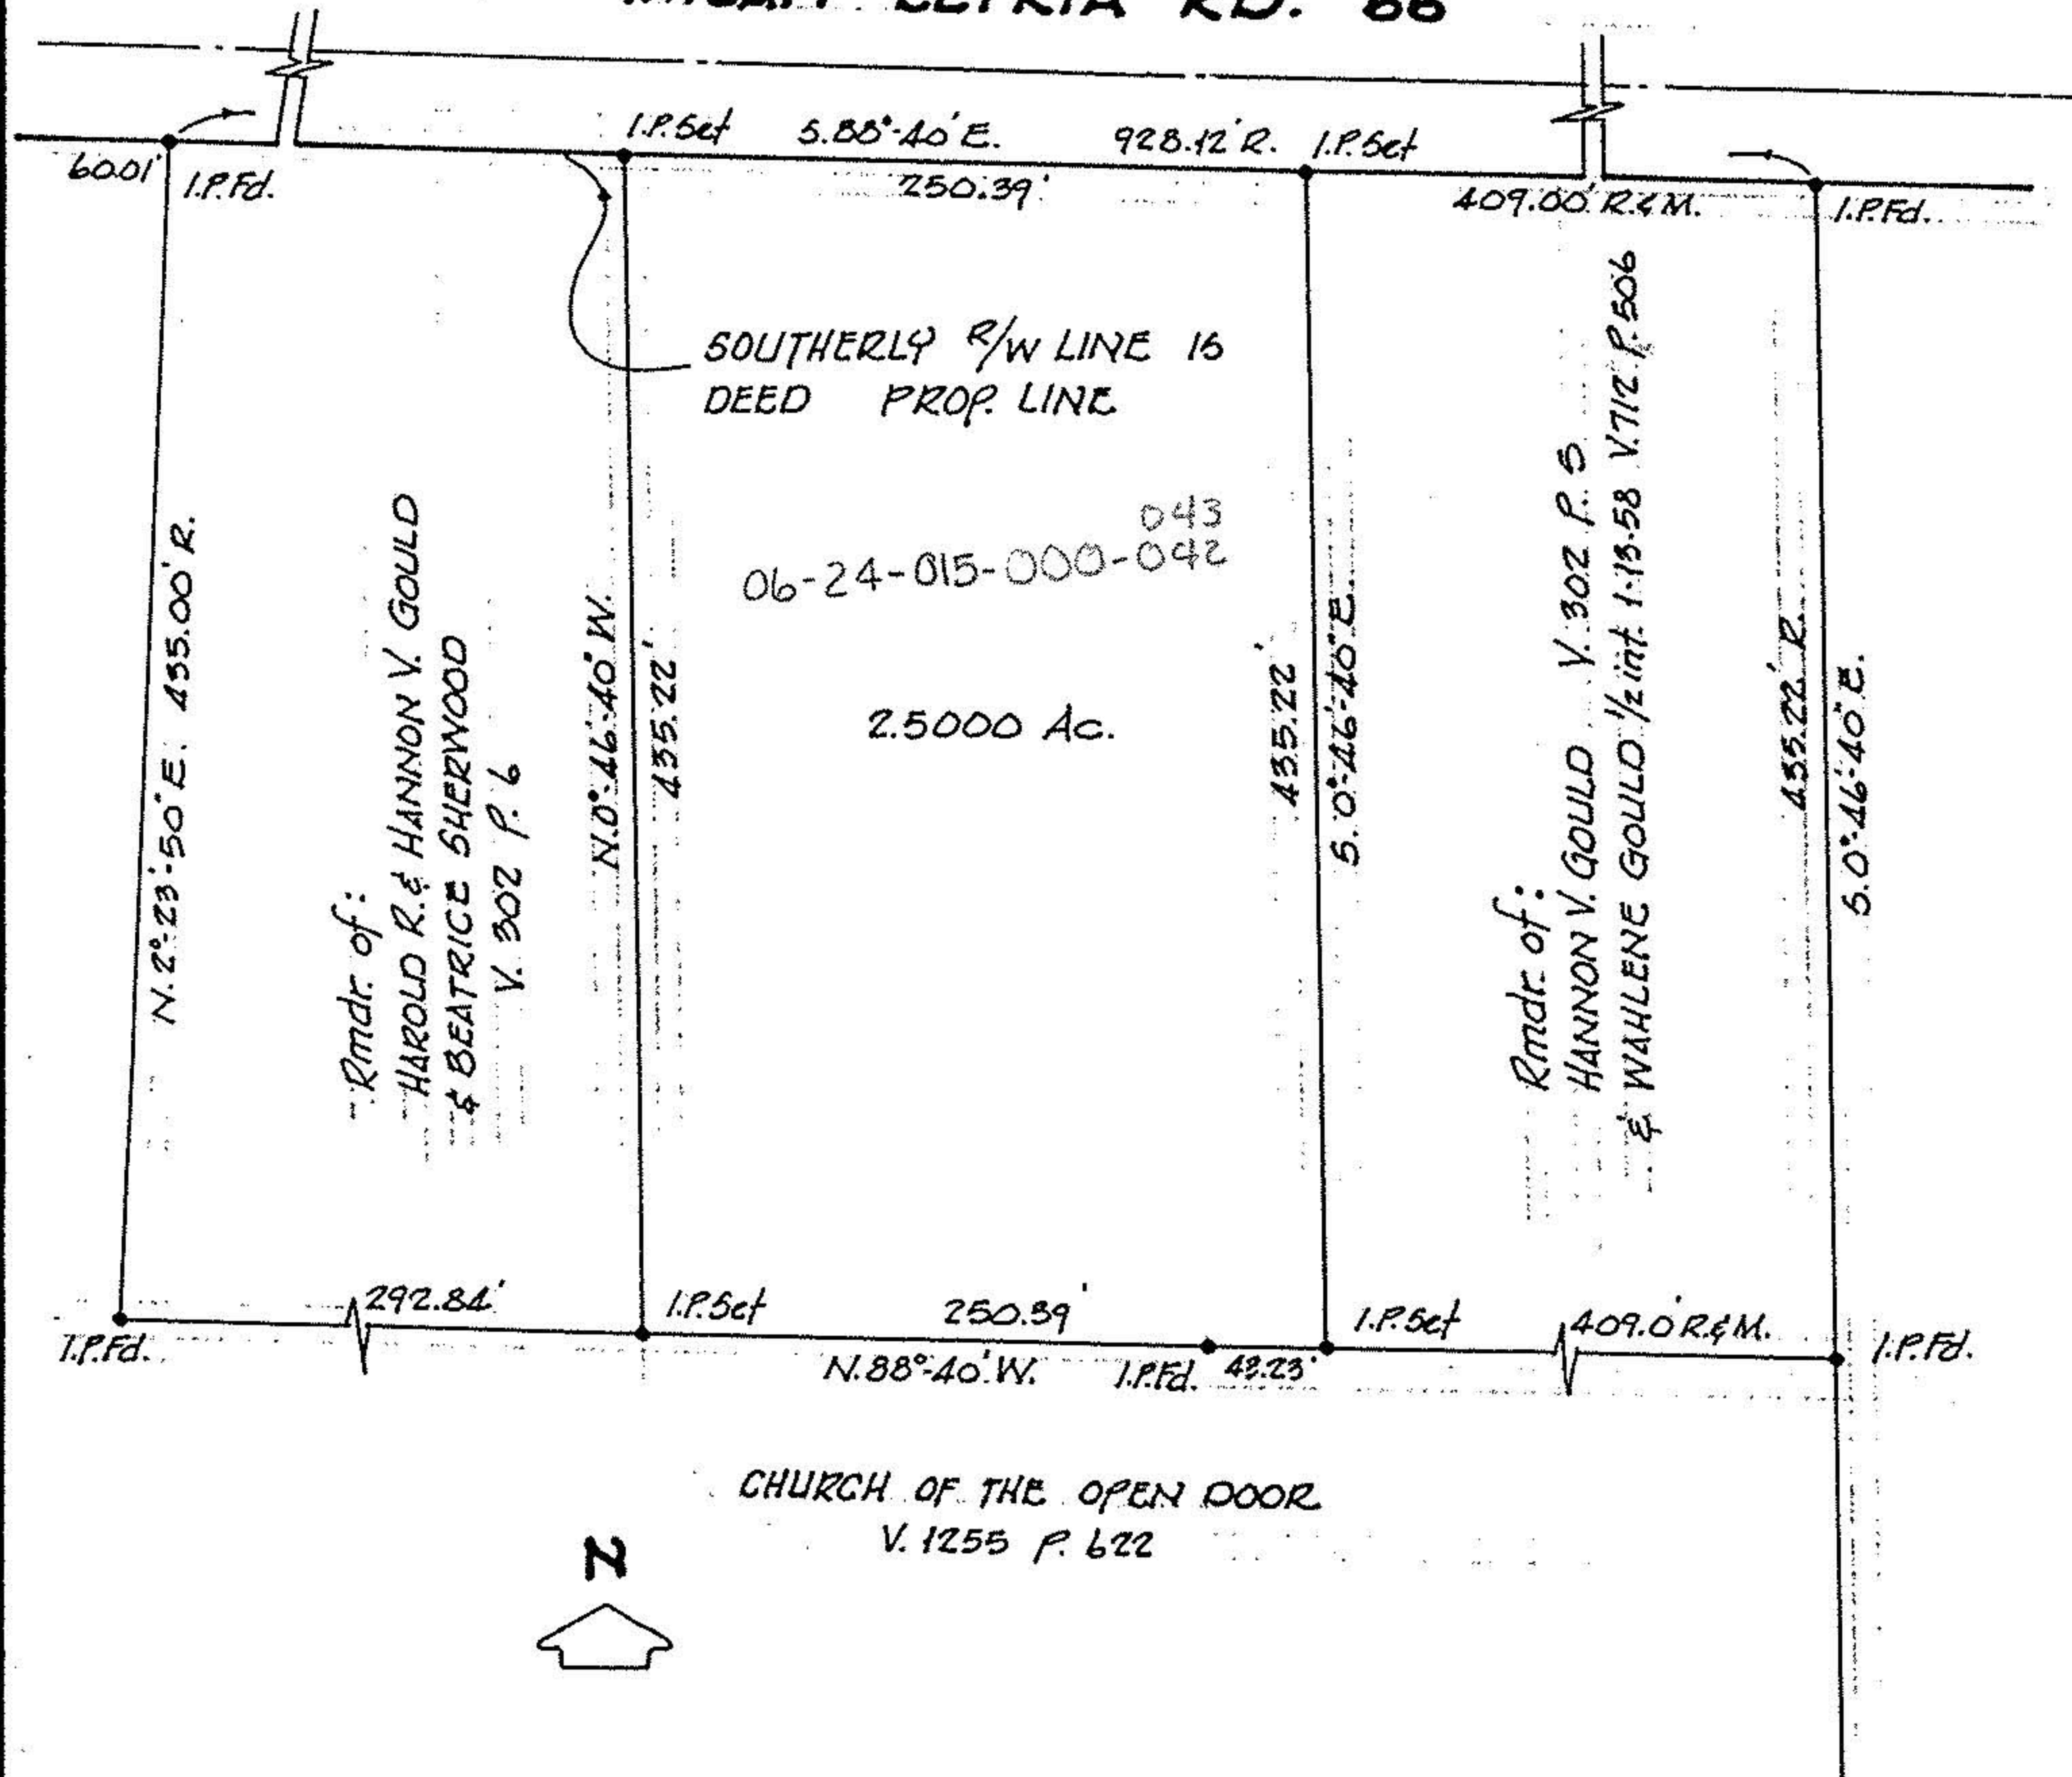 ELYRIA RD. 66'
I.P.Set S.88°-40'E. 928.12'R. I.P.Set
60.01' I.P.Fd.
250.39'
409.00' R.&M. I.P.Fd.
SOUTHERLY R/W LINE IS
DEED PROP. LINE
043
06-24-015-000-042
2.5000 Ac.
N.2°-23'-50"E. 435.00'R.
Rmdr. of:
HAROLD R. & HANNON V. GOULD
& BEATRICE SHERWOOD
V. 302 P. 6
N.0°-46'-40"W.
435.22'
435.22'
S.0°-46'-40"E.
Rmdr. of:
HANNON V. GOULD V.302 P.5
& WAHLENE GOULD 1/2 int. 1-13-58 V.712 P.506
435.22' R.
S.0°-46'-40"E.
292.84' I.P.Set 250.39' I.P.Set 409.0' R.&M.
I.P.Fd. N.88°-40'W. I.P.Fd. 43.23' I.P.Fd.
CHURCH OF THE OPEN DOOR
V. 1255 P. 622
N